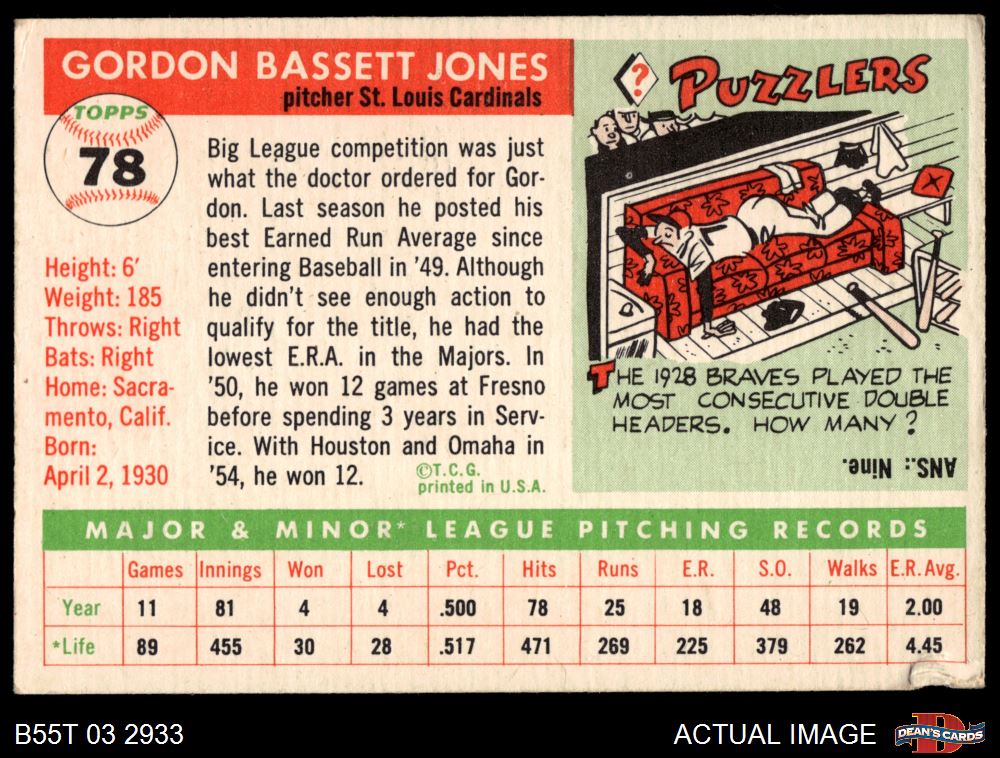 GORDON BASSETT JONES
pitcher St. Louis Cardinals
TOPPS
78
Height: 6'
Weight: 185
Throws: Right
Bats: Right
Home: Sacra-
mento, Calif.
Born:
April 2, 1930
Big League competition was just
what the doctor ordered for Gor-
don. Last season he posted his
best Earned Run Average since
entering Baseball in '49. Although
he didn't see enough action to
qualify for the title, he had the
lowest E.R.A. in the Majors. In
'50, he won 12 games at Fresno
before spending 3 years in Serv-
ice. With Houston and Omaha in
'54, he won 12.
©T.C.G.
printed in U.S.A.
?
PUZZLERS
THE 1928 BRAVES PLAYED THE
MOST CONSECUTIVE DOUBLE
HEADERS. HOW MANY?
ANS.: Nine.
MAJOR & MINOR* LEAGUE PITCHING RECORDS
Games Innings Won Lost Pct. Hits Runs E.R. S.O. Walks E.R. Avg.
Year 11 81 4 4 .500 78 25 18 48 19 2.00
*Life 89 455 30 28 .517 471 269 225 379 262 4.45
B55T 03 2933
ACTUAL IMAGE
DEAN'S CARDS